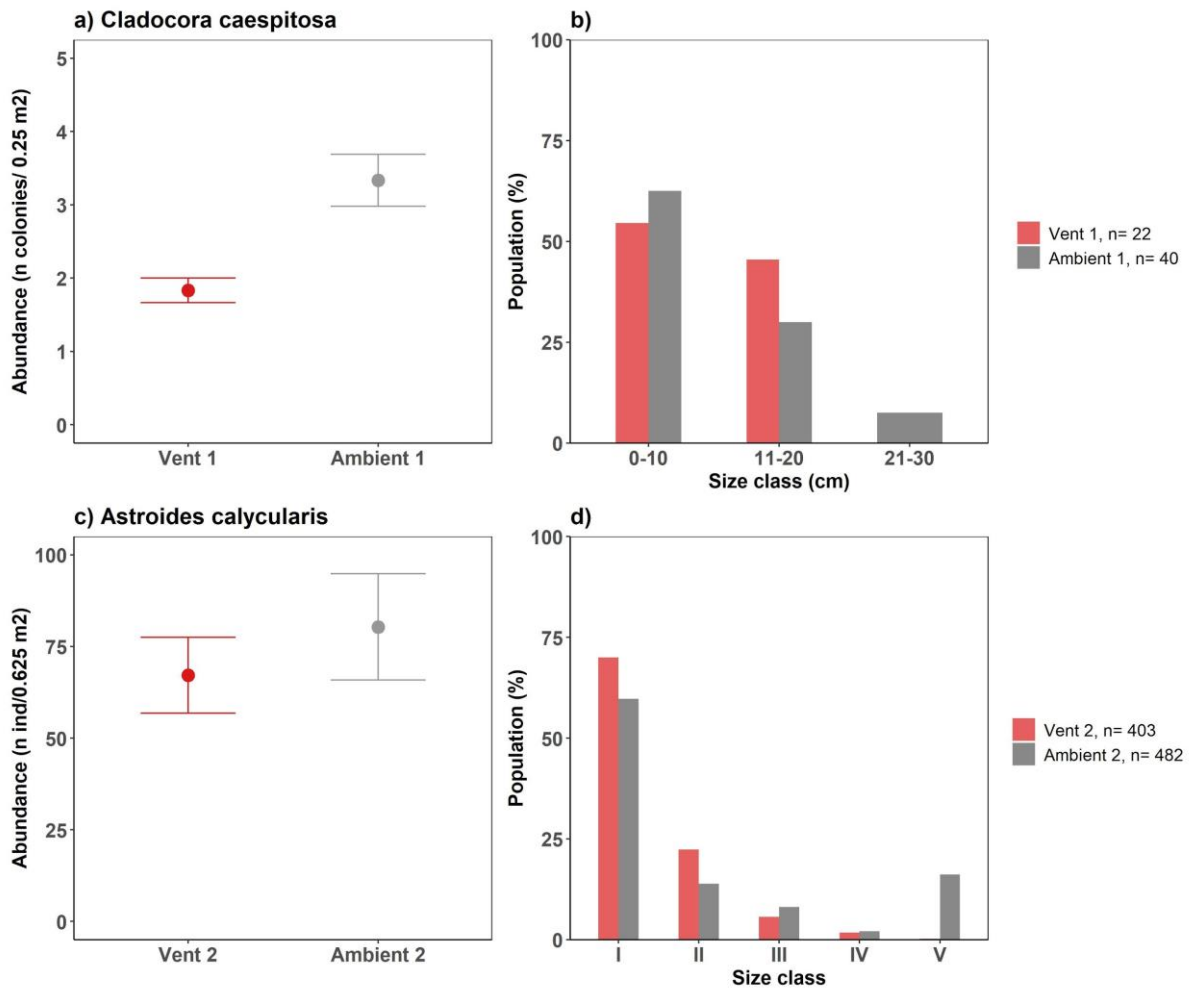 a) Cladocora caespitosa
Abundance (n colonies/ 0.25 m2)
5
4
3
2
1
0
Vent 1 Ambient 1
b)
Population (%)
100
75
50
25
0
0-10 11-20 21-30
Size class (cm)
Vent 1, n= 22
Ambient 1, n= 40
c) Astroides calycularis
Abundance (n ind/0.625 m2)
100
75
50
25
0
Vent 2 Ambient 2
d)
Population (%)
100
75
50
25
0
I II III IV V
Size class
Vent 2, n= 403
Ambient 2, n= 482